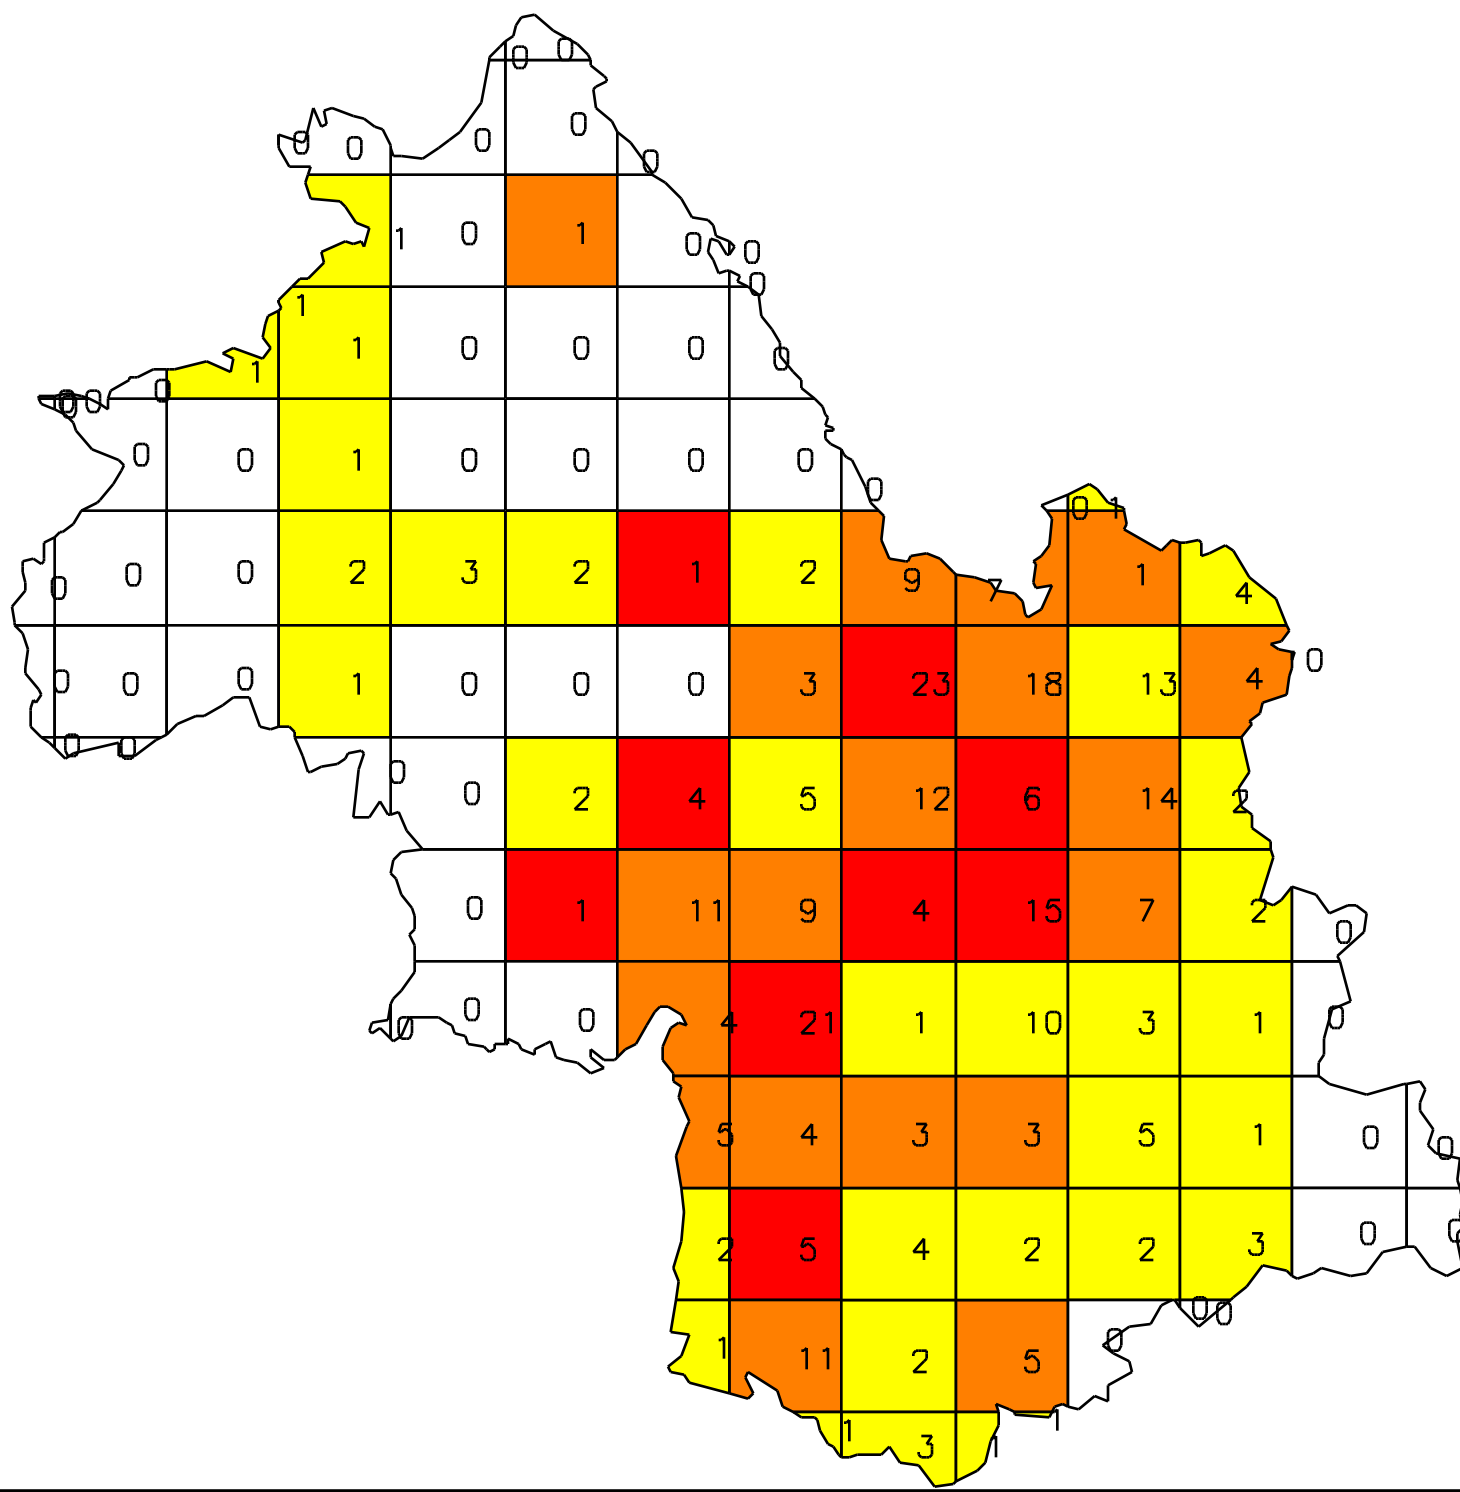 0 0
0 0 0 0 0
1 0 1 0 0 0
1 1 0 0 0 0
1 0 0 0 0
0 0 1 0 0 0 0 0
0 1
0 0 0 2 3 2 1 2 9 7 1 4
0 0 0 1 0 0 0 3 23 18 13 4 0
0 0 0 0 2 4 5 12 6 14 2
0 1 11 9 4 15 7 2 0
0 0 0 4 21 1 10 3 1 0
5 4 3 3 5 1 0 0
2 5 4 2 2 3 0 0
1 11 2 5 0 0 0
1 3 1 1